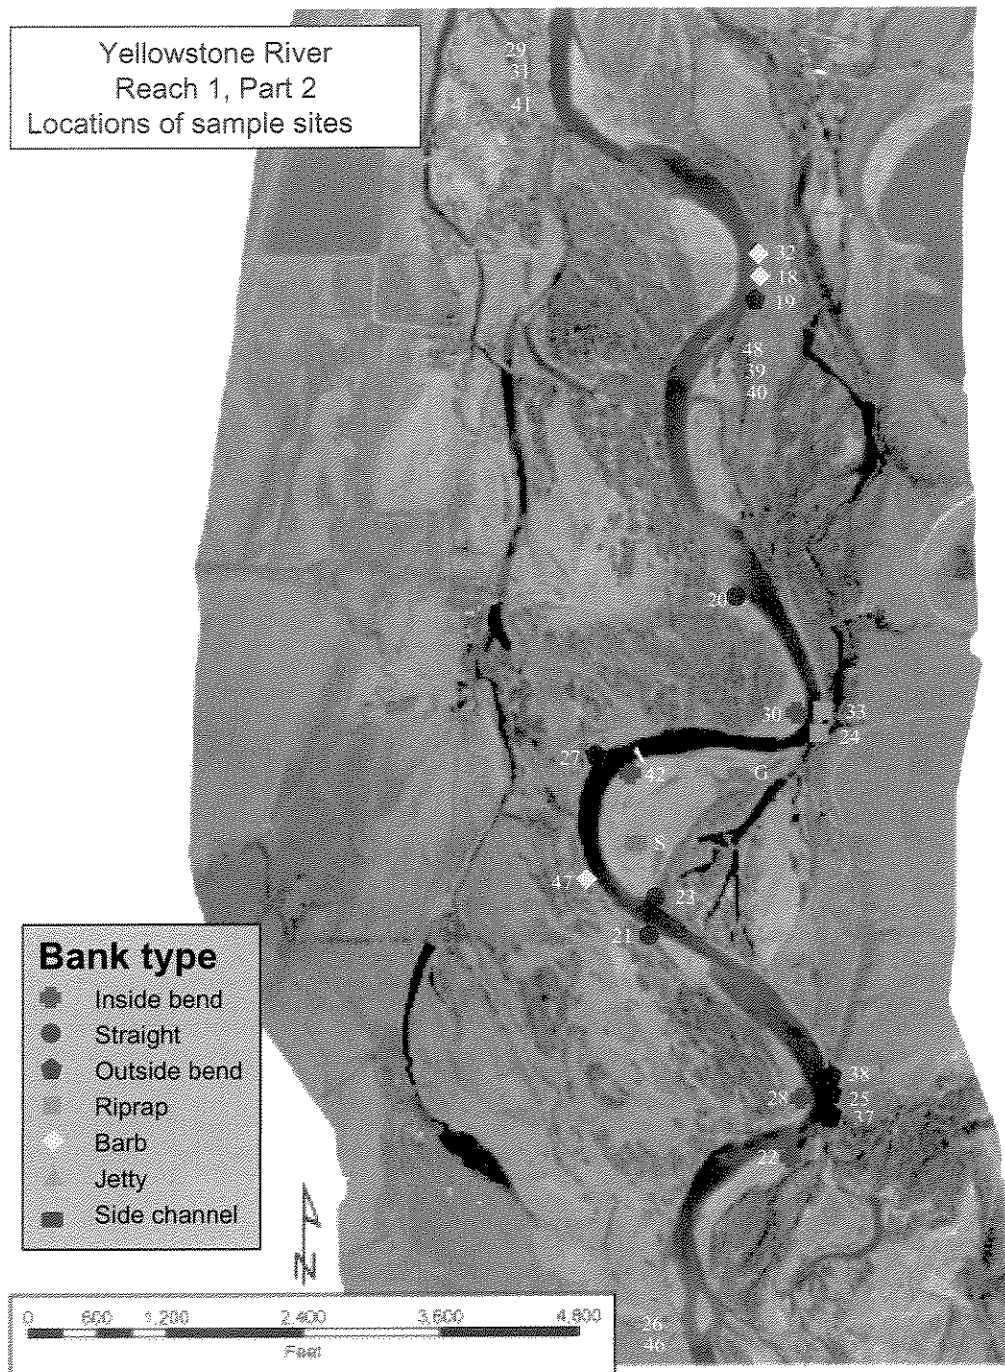 Yellowstone River
Reach 1, Part 2
Locations of sample sites
29
31
41
32
18
19
48
39
40
20
30
33
24
27
42
G
S
47
23
21
38
28
25
37
22
26
46
Bank type
Inside bend
Straight
Outside bend
Riprap
Barb
Jetty
Side channel
N
0 600 1,200 2,400 3,600 4,800
Feet